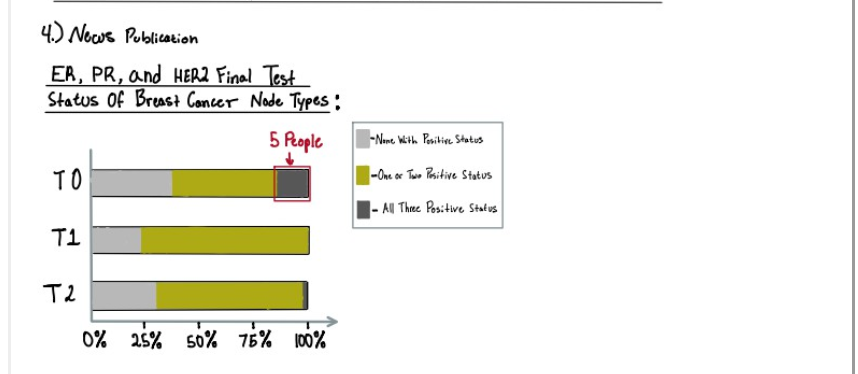 4.) News Publication
ER, PR, and HER2 Final Test
Status Of Breast Cancer Node Types:
5 People
-None With Positive Status
-One or Two Positive Status
- All Three Positive Status
T0
T1
T2
0% 25% 50% 75% 100%